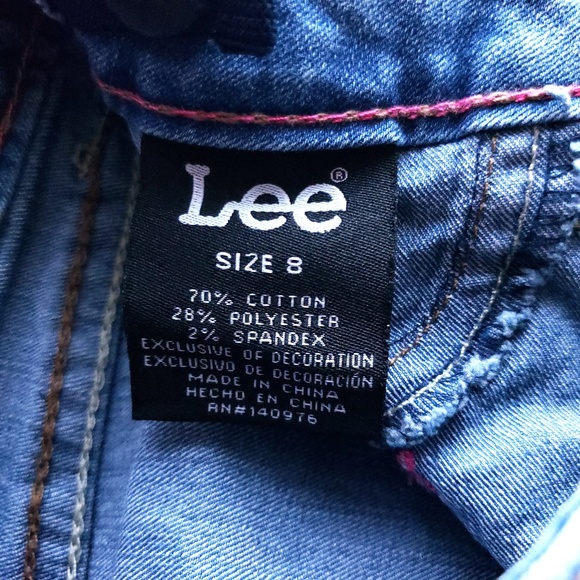 Lee®
SIZE 8
70% COTTON
28% POLYESTER
2% SPANDEX
EXCLUSIVE OF DECORATION
EXCLUSIVO DE DECORACIÓN
MADE IN CHINA
HECHO EN CHINA
RN#140976